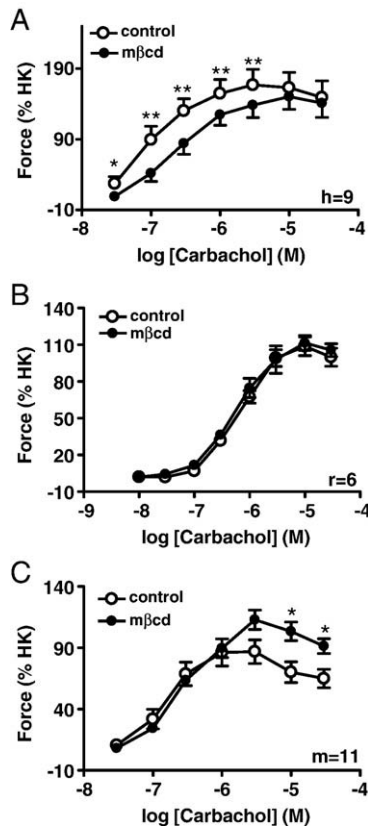 A
control
mβcd
Force (% HK)
190
90
-10
* ** ** ** **
h=9
-8 -7 -6 -5 -4
log [Carbachol] (M)
B
control
mβcd
Force (% HK)
140
110
80
50
20
-10
r=6
-9 -8 -7 -6 -5 -4
log [Carbachol] (M)
C
control
mβcd
Force (% HK)
140
90
40
-10
* *
m=11
-8 -7 -6 -5 -4
log [Carbachol] (M)